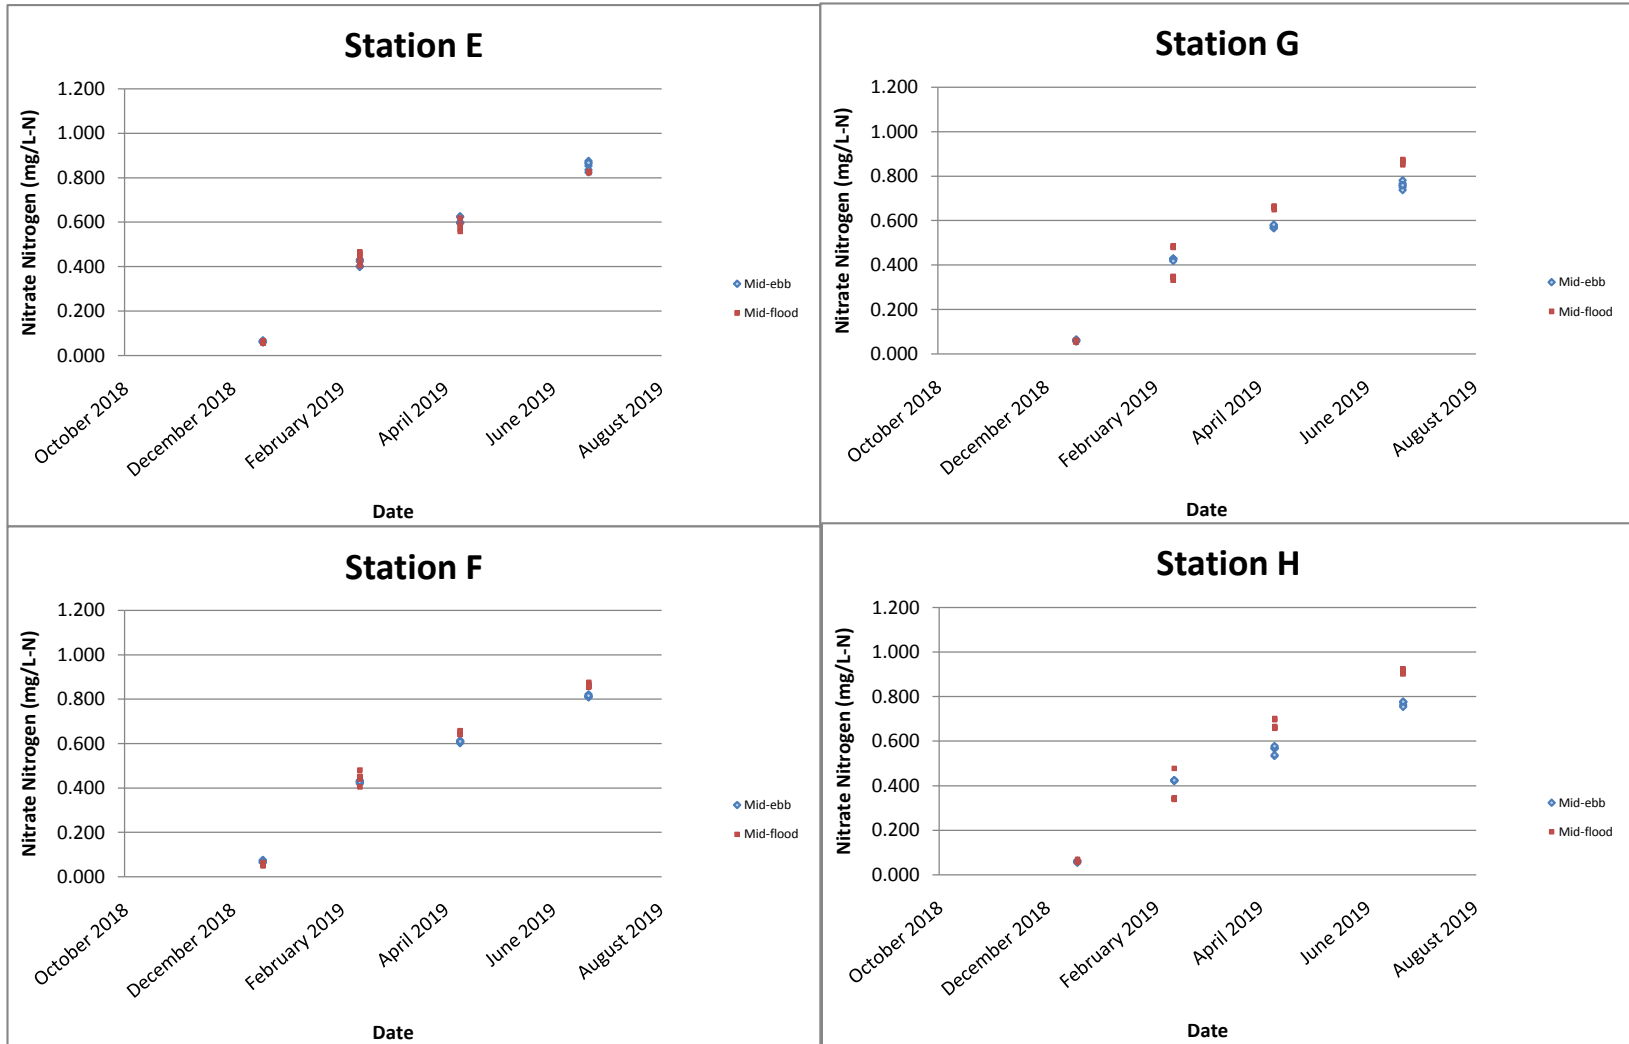 Station E
Nitrate Nitrogen (mg/L-N)
1.200
1.000
0.800
0.600
0.400
0.200
0.000
October 2018
December 2018
February 2019
April 2019
June 2019
August 2019
Date
Mid-ebb
Mid-flood
Station G
Nitrate Nitrogen (mg/L-N)
1.200
1.000
0.800
0.600
0.400
0.200
0.000
October 2018
December 2018
February 2019
April 2019
June 2019
August 2019
Date
Mid-ebb
Mid-flood
Station F
Nitrate Nitrogen (mg/L-N)
1.200
1.000
0.800
0.600
0.400
0.200
0.000
October 2018
December 2018
February 2019
April 2019
June 2019
August 2019
Date
Mid-ebb
Mid-flood
Station H
Nitrate Nitrogen (mg/L-N)
1.200
1.000
0.800
0.600
0.400
0.200
0.000
October 2018
December 2018
February 2019
April 2019
June 2019
August 2019
Date
Mid-ebb
Mid-flood